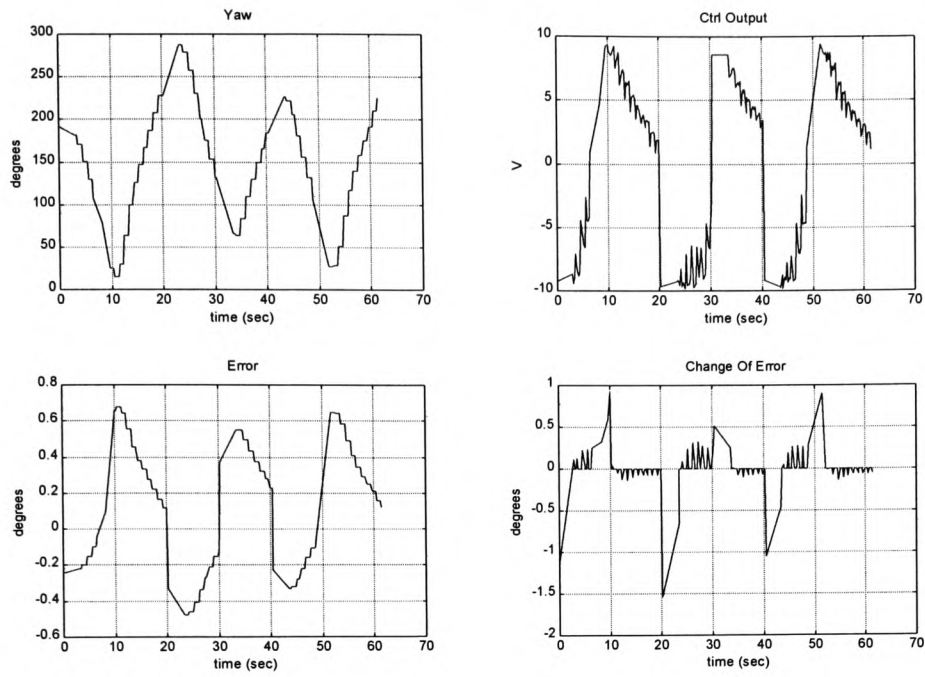 Yaw
300
250
200
150
100
50
0
degrees
0 10 20 30 40 50 60 70
time (sec)
Ctrl Output
10
5
0
-5
-10
V
0 10 20 30 40 50 60 70
time (sec)
Error
0.8
0.6
0.4
0.2
0
-0.2
-0.4
-0.6
degrees
0 10 20 30 40 50 60 70
time (sec)
Change Of Error
1
0.5
0
-0.5
-1
-1.5
-2
degrees
0 10 20 30 40 50 60 70
time (sec)